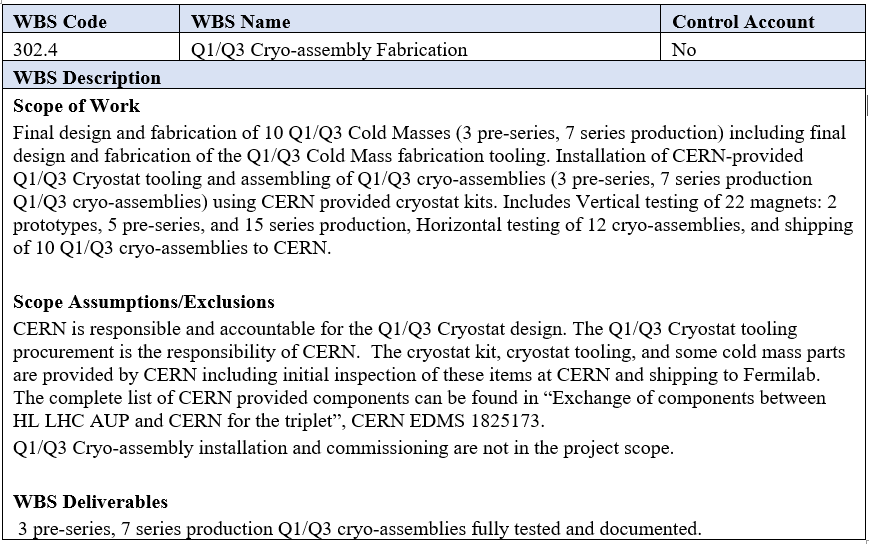 WBS Code WBS Name Control Account
302.4 Q1/Q3 Cryo-assembly Fabrication No
WBS Description
Scope of Work
Final design and fabrication of 10 Q1/Q3 Cold Masses (3 pre-series, 7 series production) including final
design and fabrication of the Q1/Q3 Cold Mass fabrication tooling. Installation of CERN-provided
Q1/Q3 Cryostat tooling and assembling of Q1/Q3 cryo-assemblies (3 pre-series, 7 series production
Q1/Q3 cryo-assemblies) using CERN provided cryostat kits. Includes Vertical testing of 22 magnets: 2
prototypes, 5 pre-series, and 15 series production, Horizontal testing of 12 cryo-assemblies, and shipping
of 10 Q1/Q3 cryo-assemblies to CERN.
Scope Assumptions/Exclusions
CERN is responsible and accountable for the Q1/Q3 Cryostat design. The Q1/Q3 Cryostat tooling
procurement is the responsibility of CERN. The cryostat kit, cryostat tooling, and some cold mass parts
are provided by CERN including initial inspection of these items at CERN and shipping to Fermilab.
The complete list of CERN provided components can be found in “Exchange of components between
HL LHC AUP and CERN for the triplet”, CERN EDMS 1825173.
Q1/Q3 Cryo-assembly installation and commissioning are not in the project scope.
WBS Deliverables
3 pre-series, 7 series production Q1/Q3 cryo-assemblies fully tested and documented.